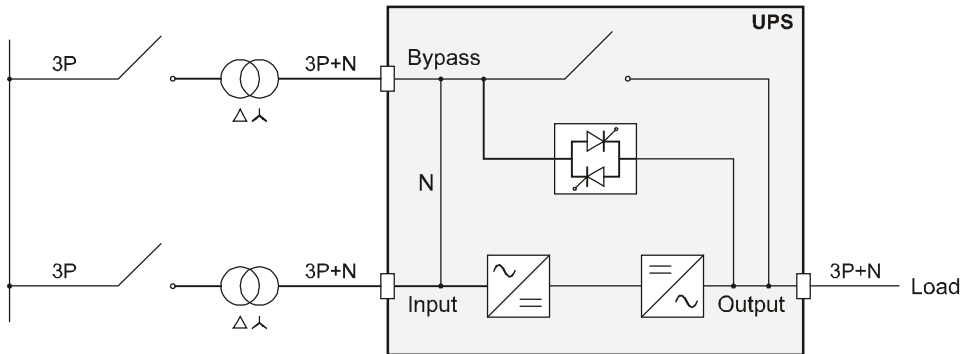 UPS
3P
3P+N
Bypass
N
3P
3P+N
Input
Output
3P+N
Load